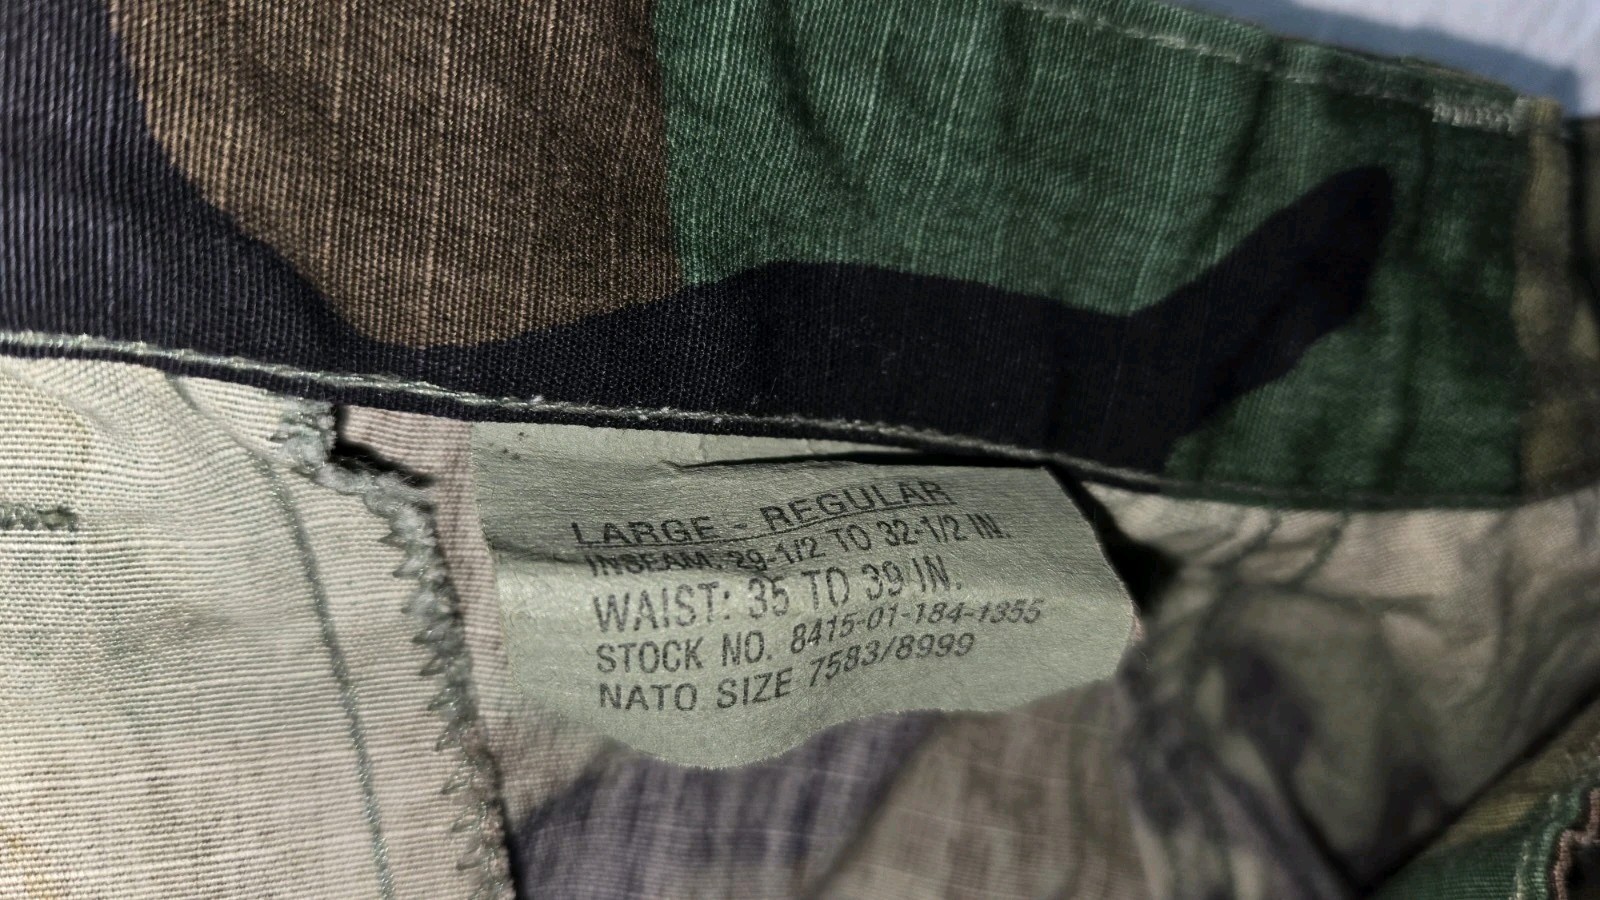 LARGE - REGULAR
INSEAM: 29-1/2 TO 32-1/2 IN.
WAIST: 35 TO 39 IN.
STOCK NO. 8415-01-184-1355
NATO SIZE 7583/8999